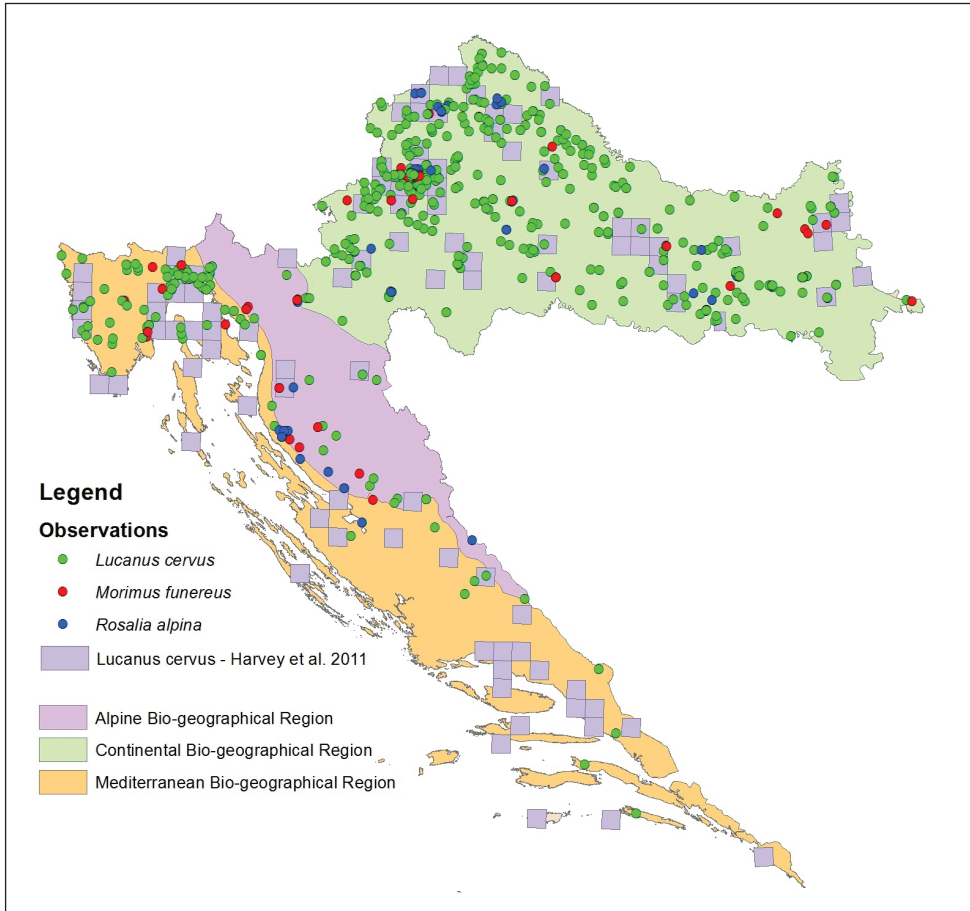 Legend
Observations
Lucanus cervus
Morimus funereus
Rosalia alpina
Lucanus cervus - Harvey et al. 2011
Alpine Bio-geographical Region
Continental Bio-geographical Region
Mediterranean Bio-geographical Region